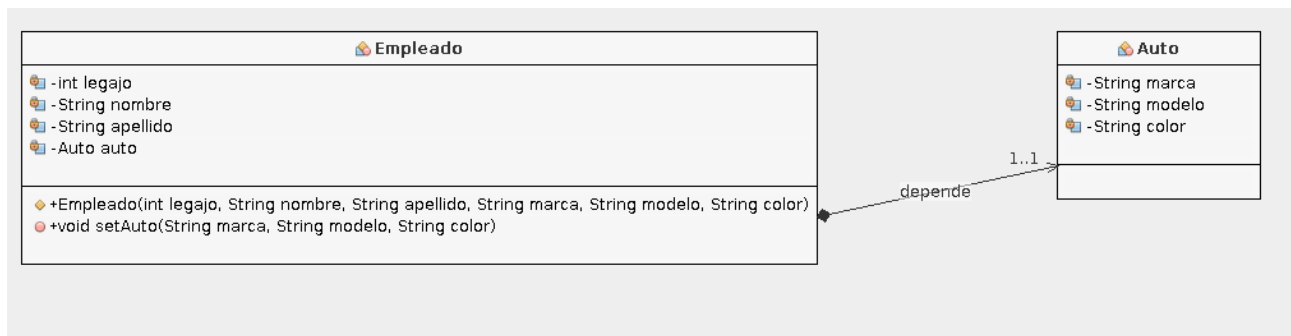 Empleado
-int legajo
-String nombre
-String apellido
-Auto auto
+Empleado(int legajo, String nombre, String apellido, String marca, String modelo, String color)
+void setAuto(String marca, String modelo, String color)
depende
1..1
Auto
-String marca
-String modelo
-String color